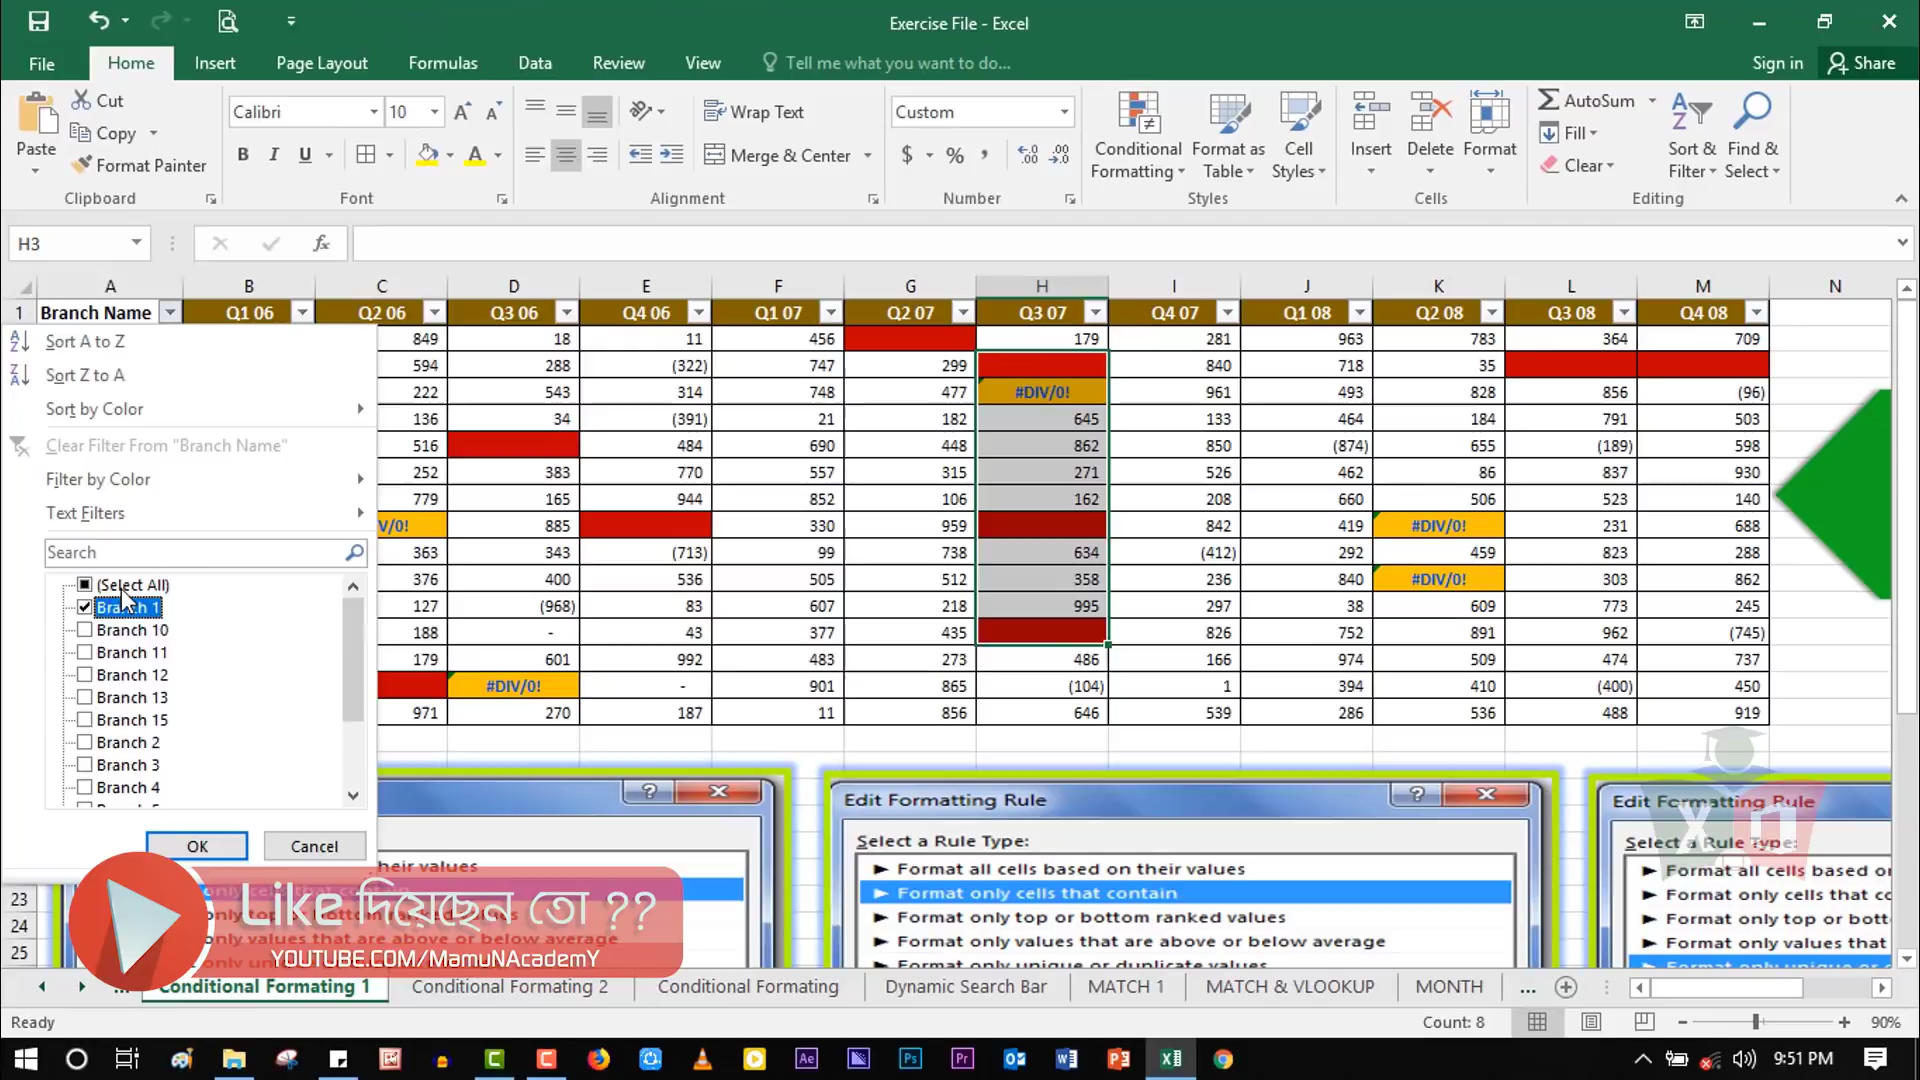 Exercise File - Excel
File Home Insert Page Layout Formulas Data Review View Tell me what you want to do... Sign in Share
Paste Cut Copy Format Painter Clipboard
Calibri 10 B I U A Font
Wrap Text Merge & Center Alignment
Custom $ % , Number
Conditional Formatting Format as Table Cell Styles Styles
Insert Delete Format Cells
AutoSum Fill Clear Sort & Filter Find & Select Editing
H3 fx
A B C D E F G H I J K L M N
1 Branch Name Q1 06 Q2 06 Q3 06 Q4 06 Q1 07 Q2 07 Q3 07 Q4 07 Q1 08 Q2 08 Q3 08 Q4 08
849 18 11 456 179 281 963 783 364 709
594 288 (322) 747 299 840 718 35
222 543 314 748 477 #DIV/0! 961 493 828 856 (96)
136 34 (391) 21 182 645 133 464 184 791 503
516 484 690 448 862 850 (874) 655 (189) 598
252 383 770 557 315 271 526 462 86 837 930
779 165 944 852 106 162 208 660 506 523 140
V/0! 885 330 959 842 419 #DIV/0! 231 688
363 343 (713) 99 738 634 (412) 292 459 823 288
376 400 536 505 512 358 236 840 #DIV/0! 303 862
127 (968) 83 607 218 995 297 38 609 773 245
188 - 43 377 435 826 752 891 962 (745)
179 601 992 483 273 486 166 974 509 474 737
#DIV/0! - 901 865 (104) 1 394 410 (400) 450
971 270 187 11 856 646 539 286 536 488 919
Sort A to Z
Sort Z to A
Sort by Color
Clear Filter From "Branch Name"
Filter by Color
Text Filters
Search
(Select All)
Branch 1
Branch 10
Branch 11
Branch 12
Branch 13
Branch 15
Branch 2
Branch 3
Branch 4
OK Cancel
Edit Formatting Rule
Select a Rule Type:
► Format all cells based on their values
► Format only cells that contain
► Format only top or bottom ranked values
► Format only values that are above or below average
► Format only unique or duplicate values
Edit Formatting Rule
Select a Rule Type:
► Format all cells based o
► Format only cells that co
► Format only top or bott
► Format only values that
heir values
only cells that contain
only top or bottom ranked values
only values that are above or below average
Like দিয়েছেন তো ??
YOUTUBE.COM/MamuNAcademY
23
24
25
... Conditional Formating 1 Conditional Formating 2 Conditional Formating Dynamic Search Bar MATCH 1 MATCH & VLOOKUP MONTH ...
Ready Count: 8 90%
Ae Ps Pr 9:51 PM